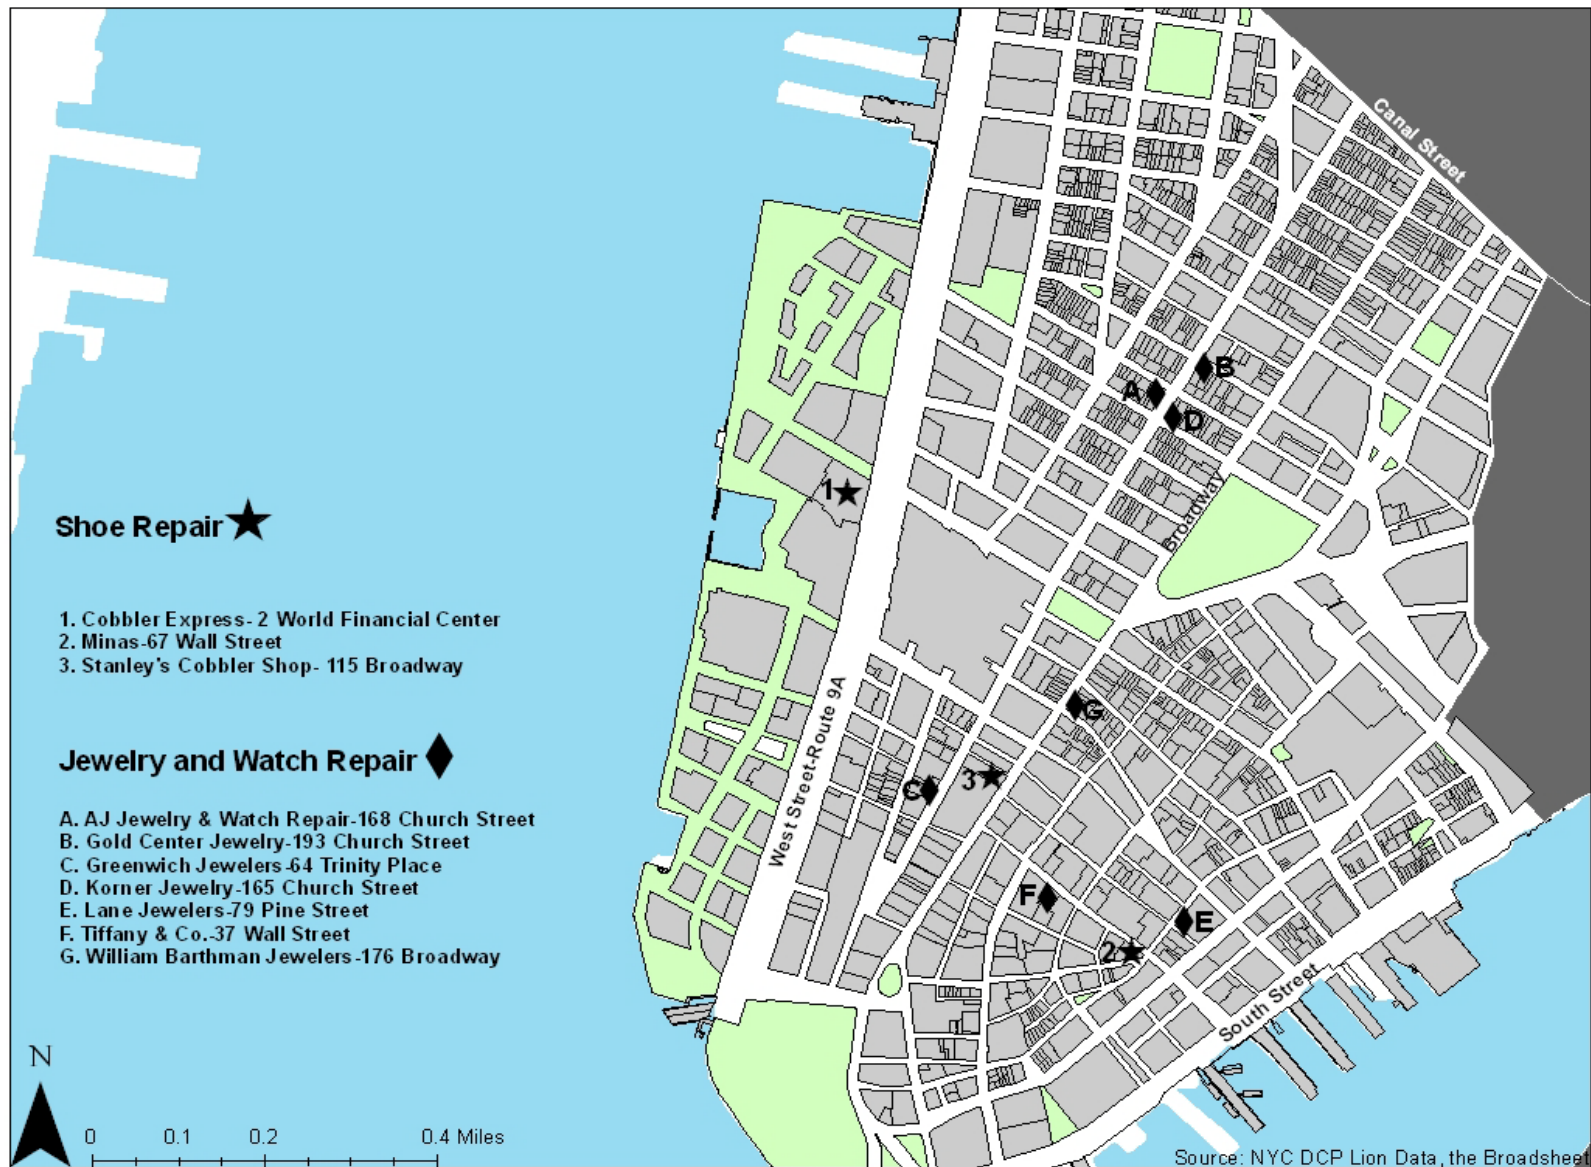 Canal Street
B
A
D
Broadway
1
Shoe Repair
1. Cobbler Express- 2 World Financial Center
2. Minas-67 Wall Street
3. Stanley's Cobbler Shop- 115 Broadway
West Street-Route 9A
G
3
C
Jewelry and Watch Repair
A. AJ Jewelry & Watch Repair-168 Church Street
B. Gold Center Jewelry-193 Church Street
C. Greenwich Jewelers-64 Trinity Place
D. Korner Jewelry-165 Church Street
E. Lane Jewelers-79 Pine Street
F. Tiffany & Co.-37 Wall Street
G. William Barthman Jewelers-176 Broadway
F
E
2
South Street
N
0 0.1 0.2 0.4 Miles
Source: NYC DCP Lion Data, the Broadsheet